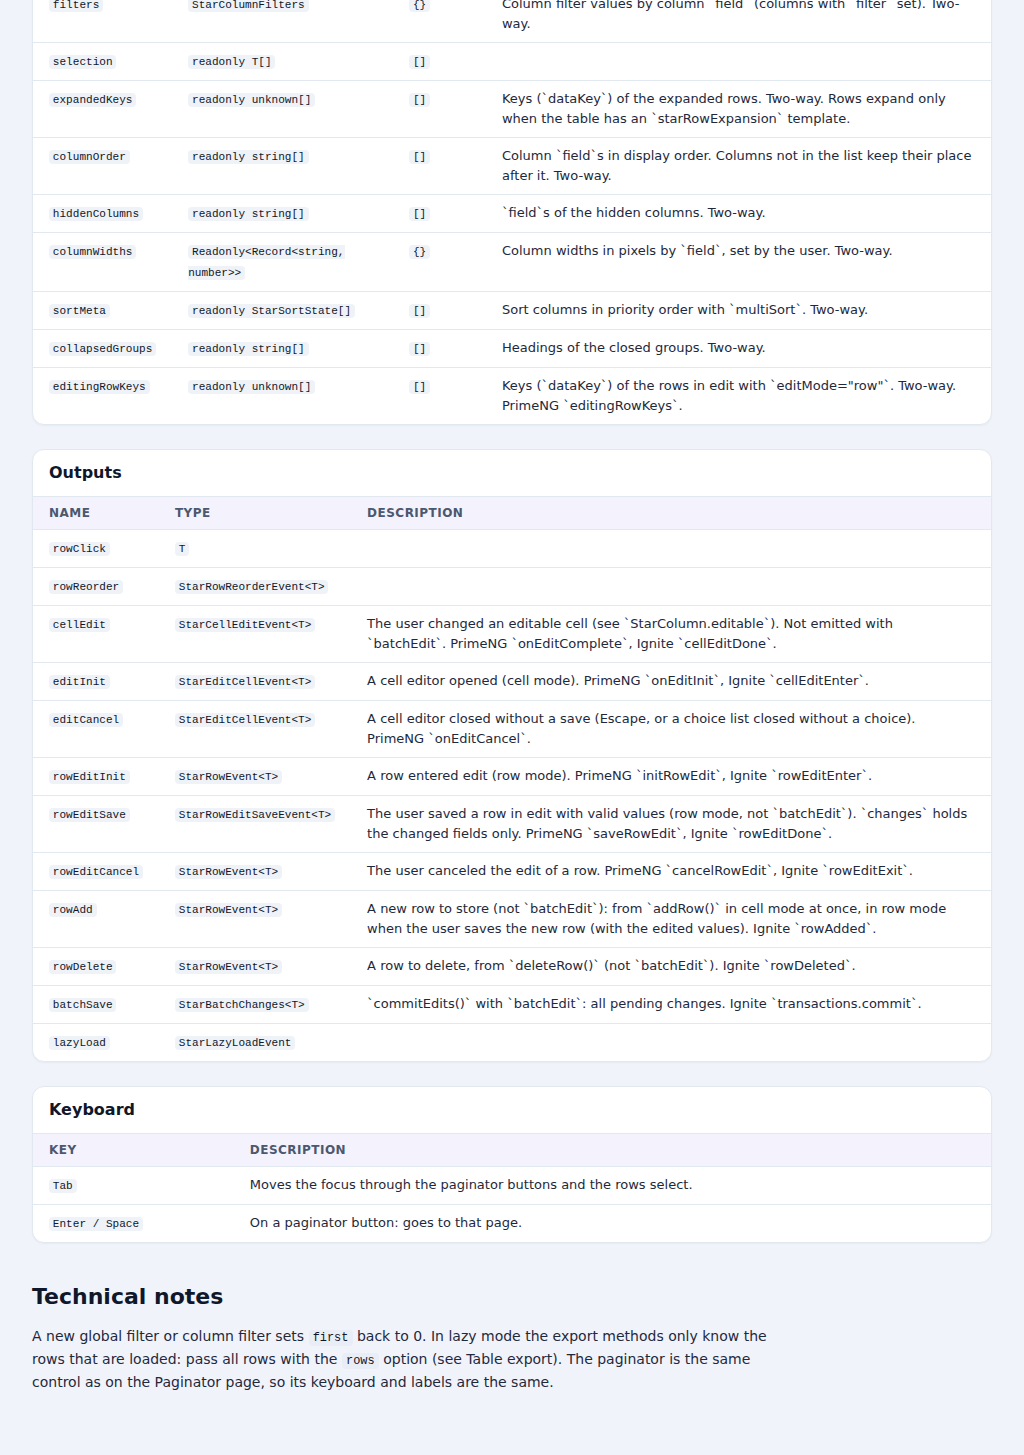 filters StarColumnFilters {} Column filter values by column `field` (columns with `filter` set). Two-
way.
selection readonly T[] []
expandedKeys readonly unknown[] [] Keys (`dataKey`) of the expanded rows. Two-way. Rows expand only
when the table has an `starRowExpansion` template.
columnOrder readonly string[] [] Column `field`s in display order. Columns not in the list keep their place
after it. Two-way.
hiddenColumns readonly string[] [] `field`s of the hidden columns. Two-way.
columnWidths Readonly<Record<string, {} Column widths in pixels by `field`, set by the user. Two-way.
number>>
sortMeta readonly StarSortState[] [] Sort columns in priority order with `multiSort`. Two-way.
collapsedGroups readonly string[] [] Headings of the closed groups. Two-way.
editingRowKeys readonly unknown[] [] Keys (`dataKey`) of the rows in edit with `editMode="row"`. Two-way.
PrimeNG `editingRowKeys`.
Outputs
NAME TYPE DESCRIPTION
rowClick T
rowReorder StarRowReorderEvent<T>
cellEdit StarCellEditEvent<T> The user changed an editable cell (see `StarColumn.editable`). Not emitted with
`batchEdit`. PrimeNG `onEditComplete`, Ignite `cellEditDone`.
editInit StarEditCellEvent<T> A cell editor opened (cell mode). PrimeNG `onEditInit`, Ignite `cellEditEnter`.
editCancel StarEditCellEvent<T> A cell editor closed without a save (Escape, or a choice list closed without a choice).
PrimeNG `onEditCancel`.
rowEditInit StarRowEvent<T> A row entered edit (row mode). PrimeNG `initRowEdit`, Ignite `rowEditEnter`.
rowEditSave StarRowEditSaveEvent<T> The user saved a row in edit with valid values (row mode, not `batchEdit`). `changes` holds
the changed fields only. PrimeNG `saveRowEdit`, Ignite `rowEditDone`.
rowEditCancel StarRowEvent<T> The user canceled the edit of a row. PrimeNG `cancelRowEdit`, Ignite `rowEditExit`.
rowAdd StarRowEvent<T> A new row to store (not `batchEdit`): from `addRow()` in cell mode at once, in row mode
when the user saves the new row (with the edited values). Ignite `rowAdded`.
rowDelete StarRowEvent<T> A row to delete, from `deleteRow()` (not `batchEdit`). Ignite `rowDeleted`.
batchSave StarBatchChanges<T> `commitEdits()` with `batchEdit`: all pending changes. Ignite `transactions.commit`.
lazyLoad StarLazyLoadEvent
Keyboard
KEY DESCRIPTION
Tab Moves the focus through the paginator buttons and the rows select.
Enter / Space On a paginator button: goes to that page.
Technical notes
A new global filter or column filter sets first back to 0. In lazy mode the export methods only know the
rows that are loaded: pass all rows with the rows option (see Table export). The paginator is the same
control as on the Paginator page, so its keyboard and labels are the same.